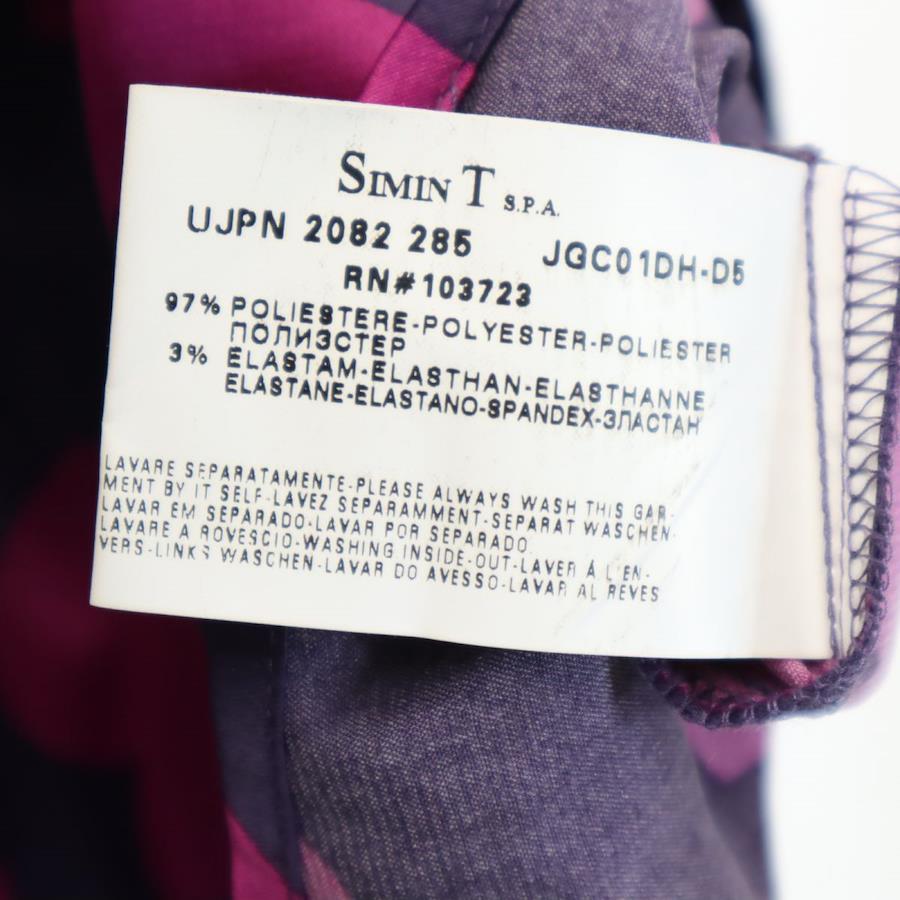 SIMIN T S.P.A.
UJPN 2082 285 JGC01DH-D5
RN#103723
97% POLIESTERE-POLYESTER-POLIESTER
ПОЛИЭСТЕР
3% ELASTAM-ELASTHAN-ELASTHANNE
ELASTANE-ELASTANO-SPANDEX-ЭЛАСТАН
LAVARE SEPARATAMENTE-PLEASE ALWAYS WASH THIS GAR-
MENT BY IT SELF-LAVEZ SEPARAMMENT-SEPARAT WASCHEN-
LAVAR EM SEPARADO-LAVAR POR SEPARADO
LAVARE A ROVESCIO-WASHING INSIDE-OUT-LAVER À L'EN-
VERS-LINKS WASCHEN-LAVAR DO AVESSO-LAVAR AL REVES